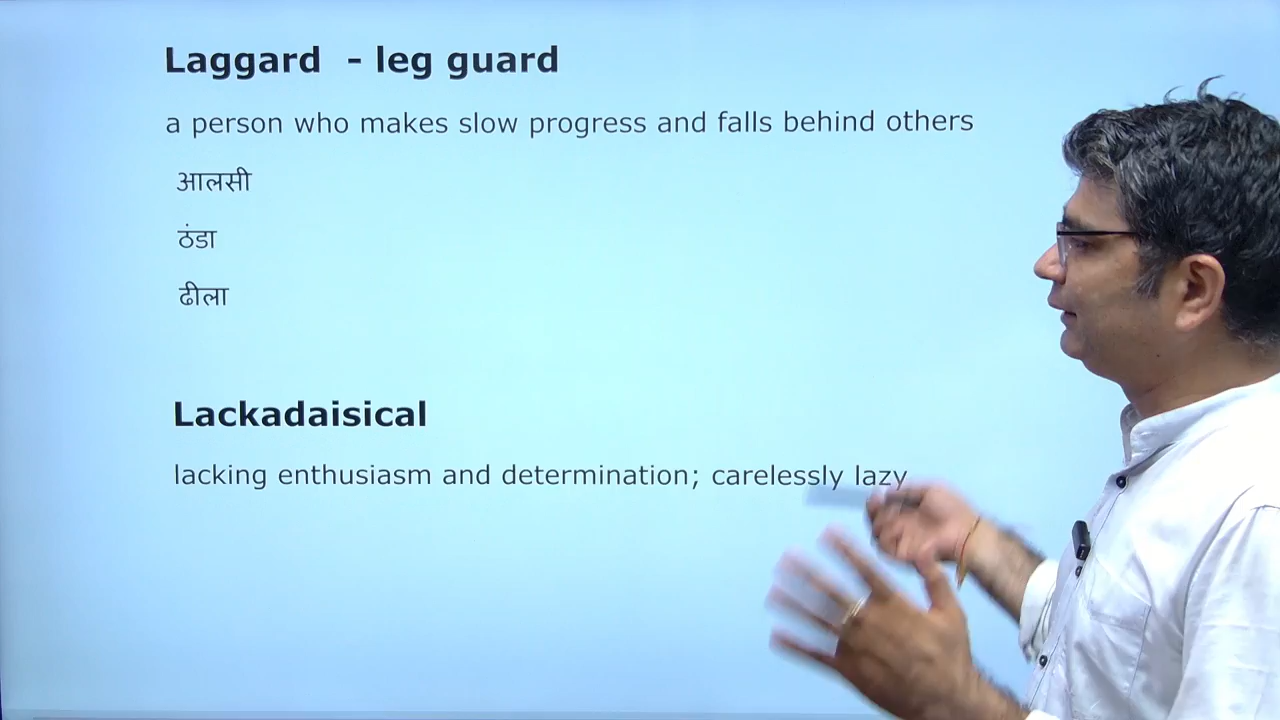 Laggard - leg guard
a person who makes slow progress and falls behind others
आलसी
ठंडा
ढीला
Lackadaisical
lacking enthusiasm and determination; carelessly lazy